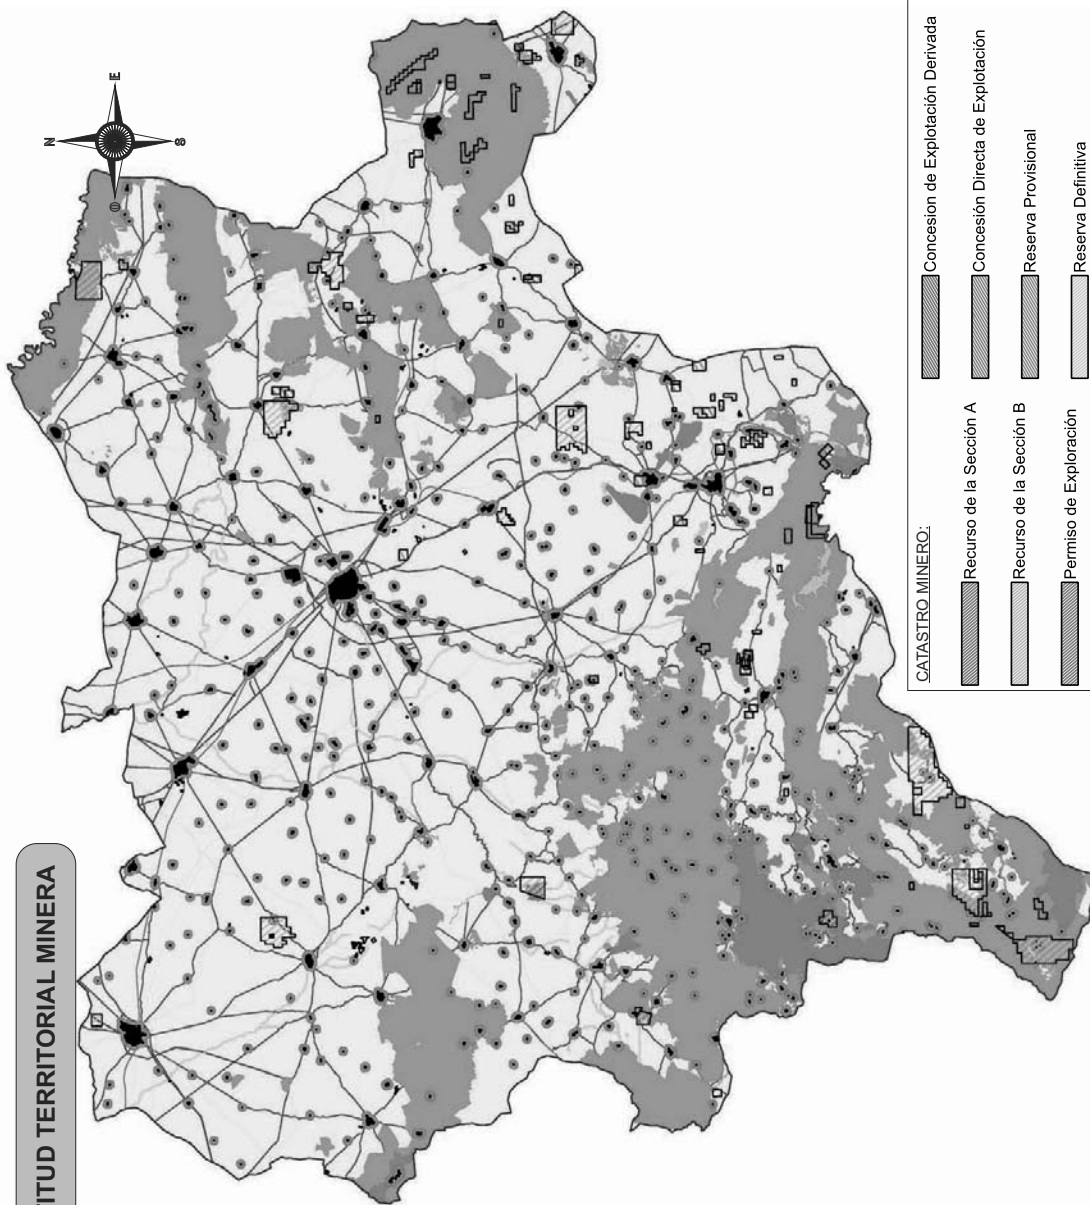 TITUD TERRITORIAL MINERA
N
E
S
O
CATASTRO MINERO:
Recurso de la Sección A
Recurso de la Sección B
Permiso de Exploración
Concesion de Explotación Derivada
Concesión Directa de Explotación
Reserva Provisional
Reserva Definitiva